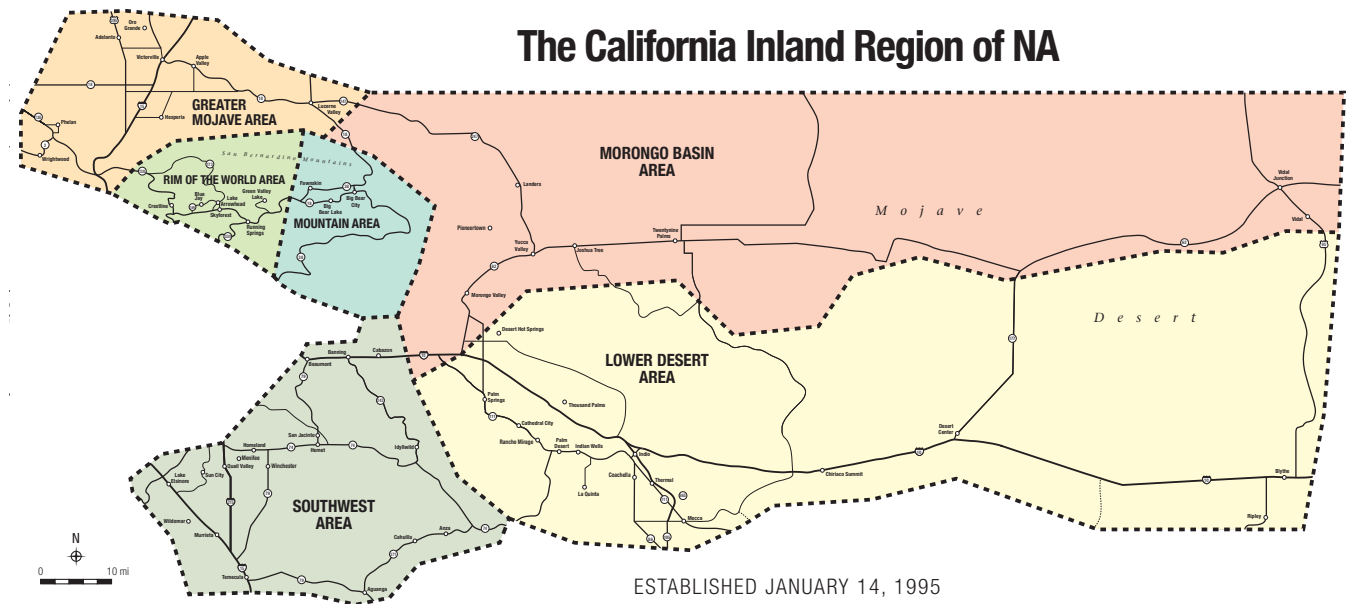 The California Inland Region of NA
Oro
Grande
Adelanto
Victorville
Apple
Valley
GREATER
MOJAVE AREA
Hesperia
Lucerne
Valley
Phelan
Wrightwood
San Bernardino Mountains
RIM OF THE WORLD AREA
Crestline
Blue
Jay
Lake
Arrowhead
Skyforest
Green Valley
Lake
Running
Springs
Fawnskin
Big
Bear Lake
Big Bear
City
MOUNTAIN AREA
MORONGO BASIN
AREA
Landers
Pioneertown
Yucca
Valley
Joshua Tree
Twentynine
Palms
Morongo Valley
Mojave
Vidal
Junction
Vidal
Desert
Desert Hot Springs
LOWER DESERT
AREA
Palm
Springs
Thousand Palms
Cathedral City
Rancho Mirage
Palm
Desert
Indian Wells
Indio
La Quinta
Coachella
Thermal
Mecca
Chiriaco Summit
Desert
Center
Blythe
Ripley
Banning
Cabazon
Beaumont
San Jacinto
Hemet
Idyllwild
Homeland
Menifee
Quail Valley
Winchester
Sun City
Lake
Elsinore
Wildomar
Murrieta
Temecula
SOUTHWEST
AREA
Anza
Cahuilla
Aguanga
N
0 10 mi
ESTABLISHED JANUARY 14, 1995